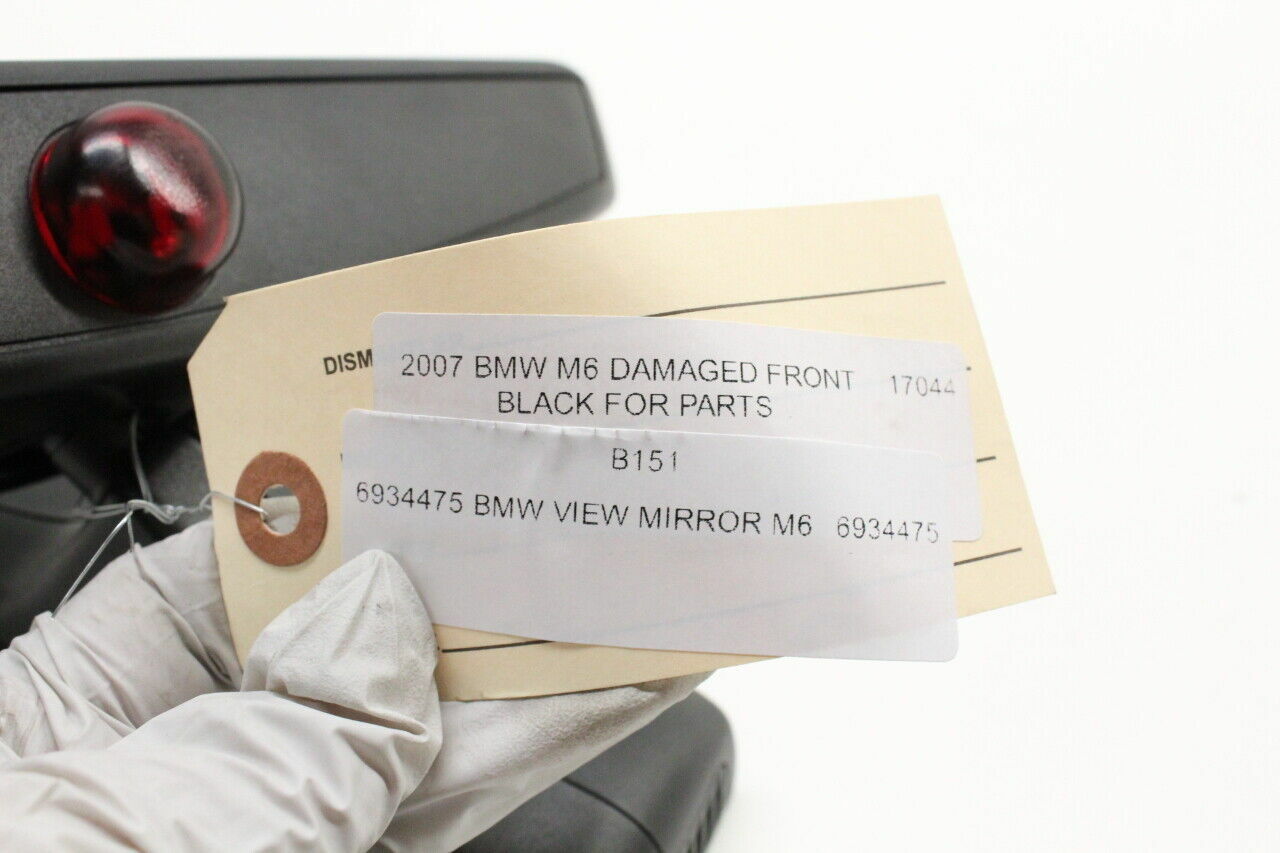 DISM
2007 BMW M6 DAMAGED FRONT 17044
BLACK FOR PARTS
B151
6934475 BMW VIEW MIRROR M6 6934475